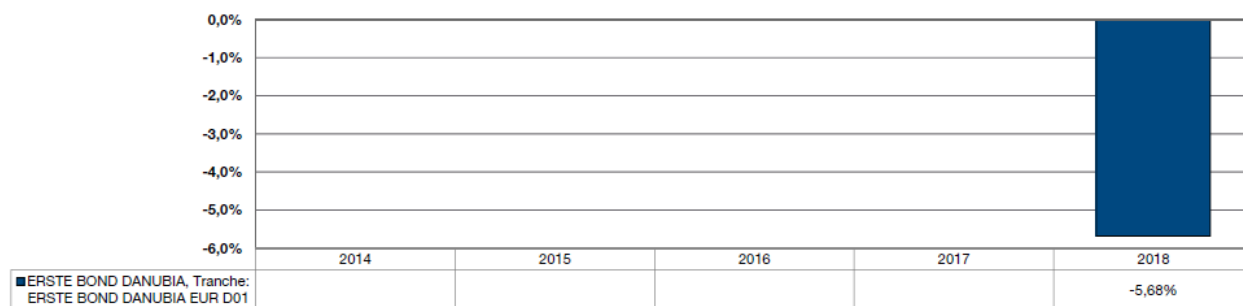 0,0%
-1,0%
-2,0%
-3,0%
-4,0%
-5,0%
-6,0%
2014 2015 2016 2017 2018
ERSTE BOND DANUBIA, Tranche:
ERSTE BOND DANUBIA EUR D01
-5,68%